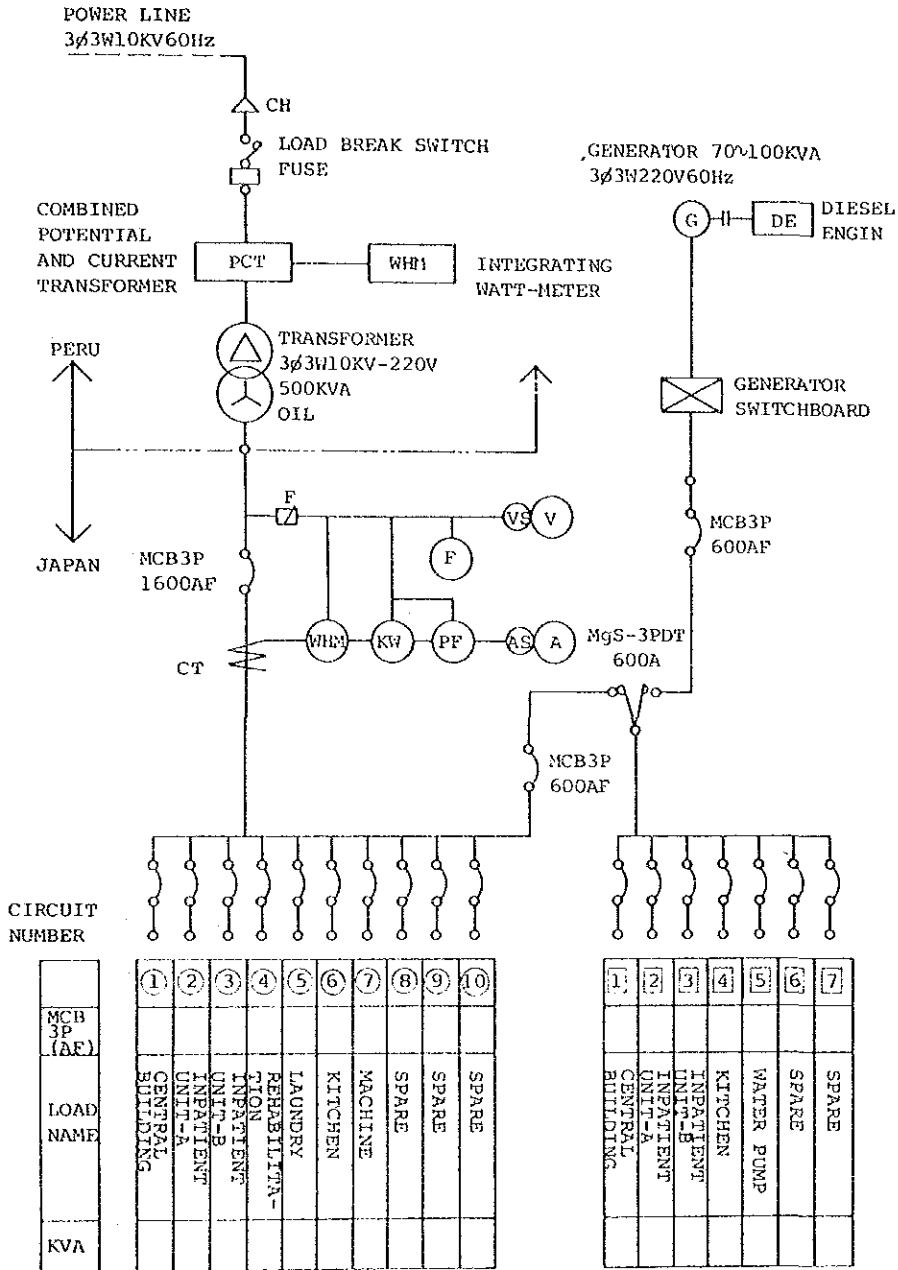 POWER LINE
3ø3W10KV60Hz
CH
LOAD BREAK SWITCH
FUSE
GENERATOR 70~100KVA
3ø3W220V60Hz
G
DE
DIESEL
ENGIN
COMBINED
POTENTIAL
AND CURRENT
TRANSFORMER
PCT
WHM
INTEGRATING
WATT-METER
PERU
TRANSFORMER
3ø3W10KV-220V
500KVA
OIL
GENERATOR
SWITCHBOARD
JAPAN
F
VS
V
F
MCB3P
1600AF
MCB3P
600AF
CT
WHM
KW
PF
AS
A
MgS-3PDT
600A
MCB3P
600AF
CIRCUIT
NUMBER
1 2 3 4 5 6 7 8 9 10
1 2 3 4 5 6 7
MCB
3P
(AF)
LOAD
NAME
CENTRAL
BUILDING
INPATIENT
UNIT-A
INPATIENT
UNIT-B
REHABILITA-
TION
LAUNDRY
KITCHEN
MACHINE
SPARE
SPARE
SPARE
CENTRAL
BUILDING
INPATIENT
UNIT-A
INPATIENT
UNIT-B
KITCHEN
WATER PUMP
SPARE
SPARE
KVA